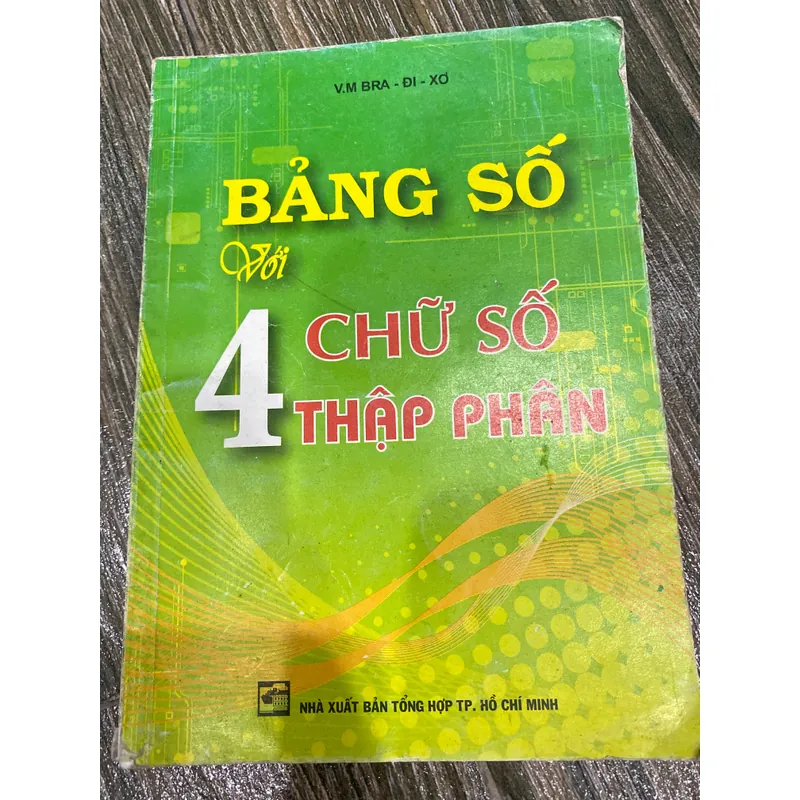 V.M BRA - ĐI - XƠ
BẢNG SỐ
Với
4 CHỮ SỐ
THẬP PHÂN
NHÀ XUẤT BẢN TỔNG HỢP TP. HỒ CHÍ MINH